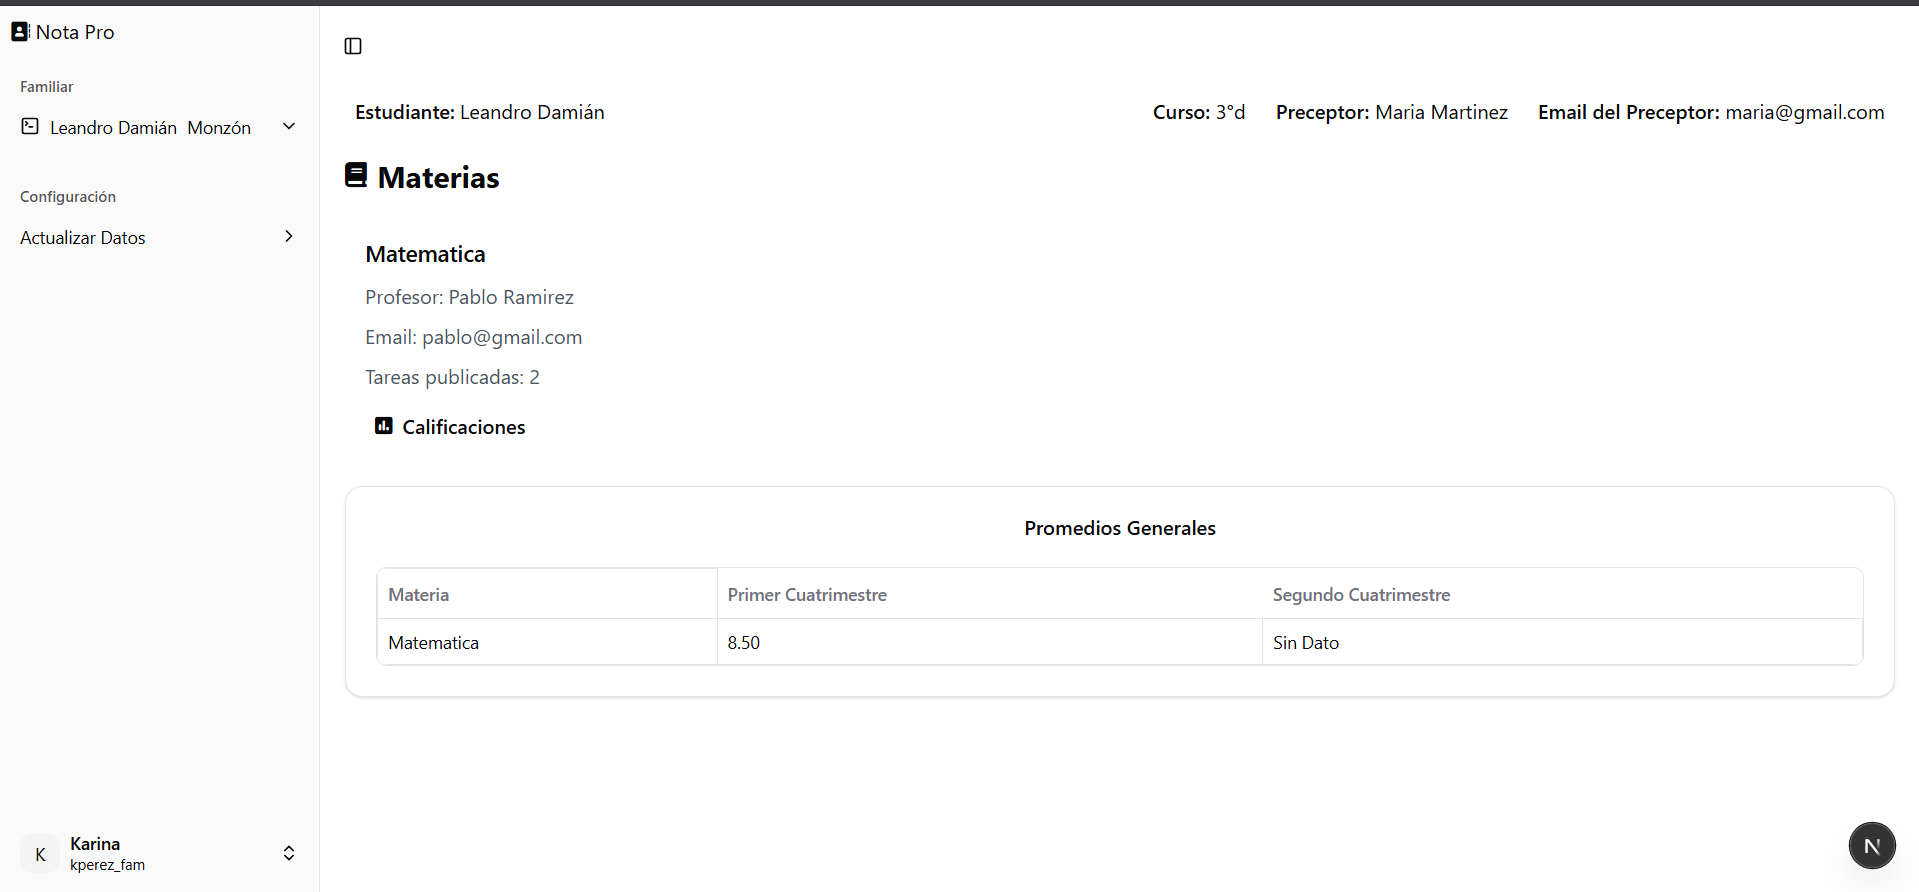 Nota Pro
Familiar
Leandro Damián Monzón
Configuración
Actualizar Datos
Estudiante: Leandro Damián
Curso: 3°d
Preceptor: Maria Martinez
Email del Preceptor: maria@gmail.com
Materias
Matematica
Profesor: Pablo Ramirez
Email: pablo@gmail.com
Tareas publicadas: 2
Calificaciones
Promedios Generales
Materia Primer Cuatrimestre Segundo Cuatrimestre
Matematica 8.50 Sin Dato
K
Karina
kperez_fam
N